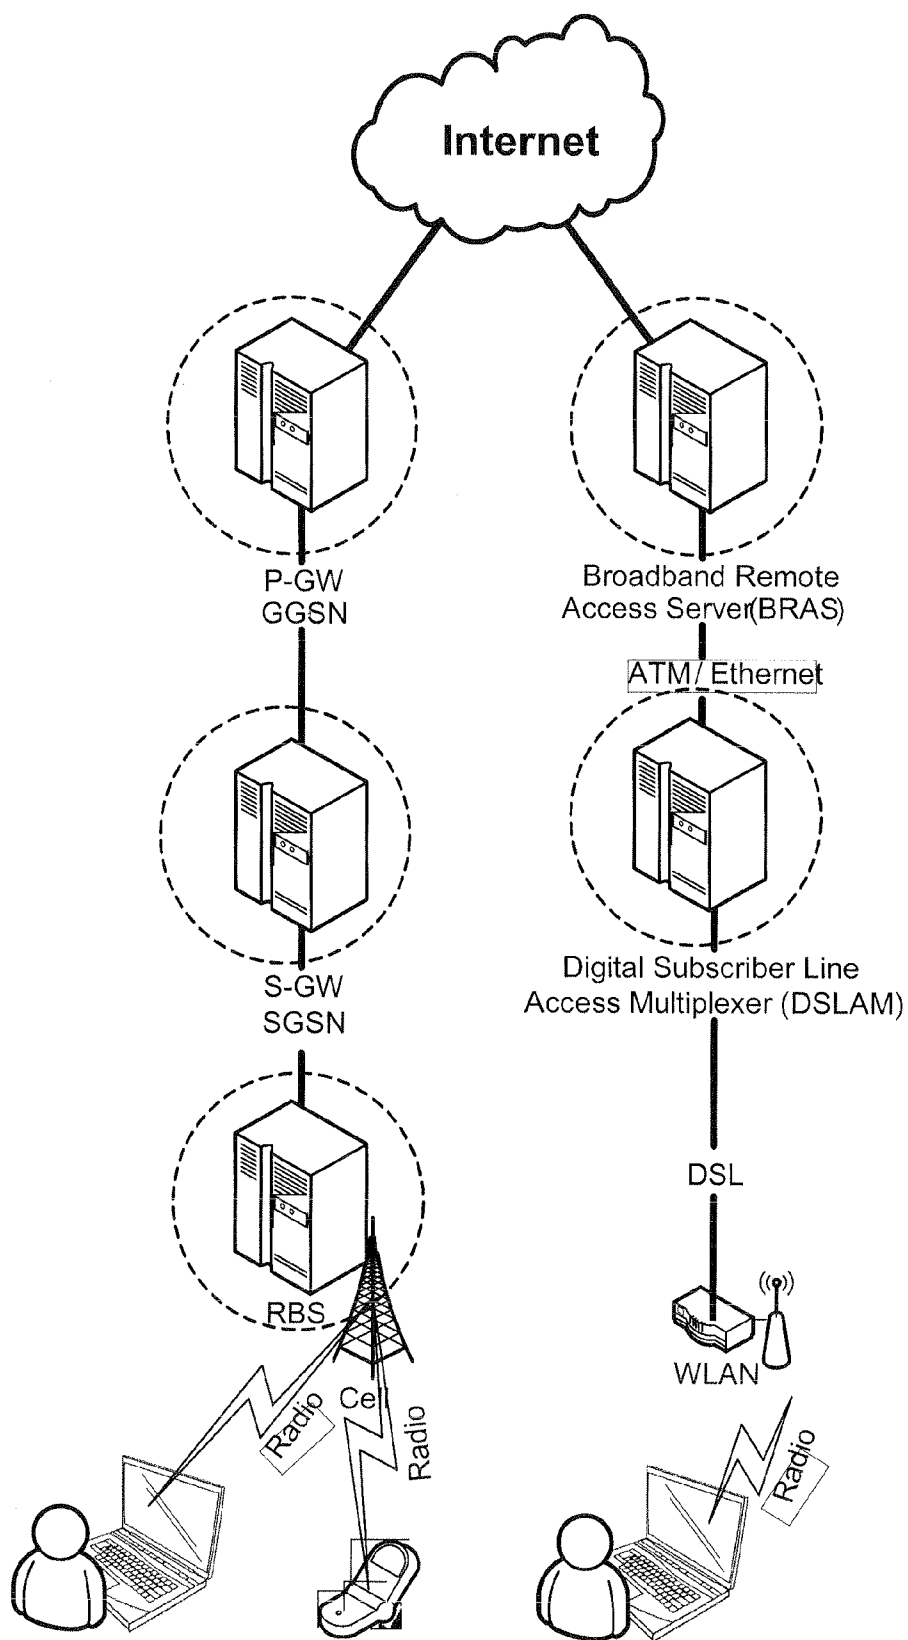 Internet
P-GW
GGSN
Broadband Remote
Access Server(BRAS)
ATM/ Ethernet
S-GW
SGSN
Digital Subscriber Line
Access Multiplexer (DSLAM)
DSL
RBS
WLAN
Cell
Radio
Radio
Radio